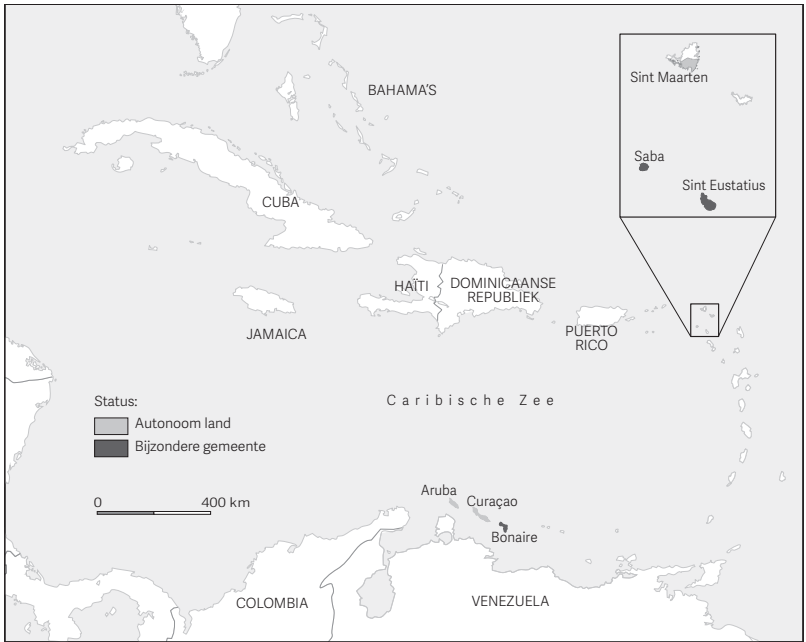 BAHAMA'S
Sint Maarten
Saba
Sint Eustatius
CUBA
HAÏTI
DOMINICAANSE
REPUBLIEK
JAMAICA
PUERTO
RICO
Caribische Zee
Status:
Autonoom land
Bijzondere gemeente
0 400 km
Aruba
Curaçao
Bonaire
COLOMBIA
VENEZUELA